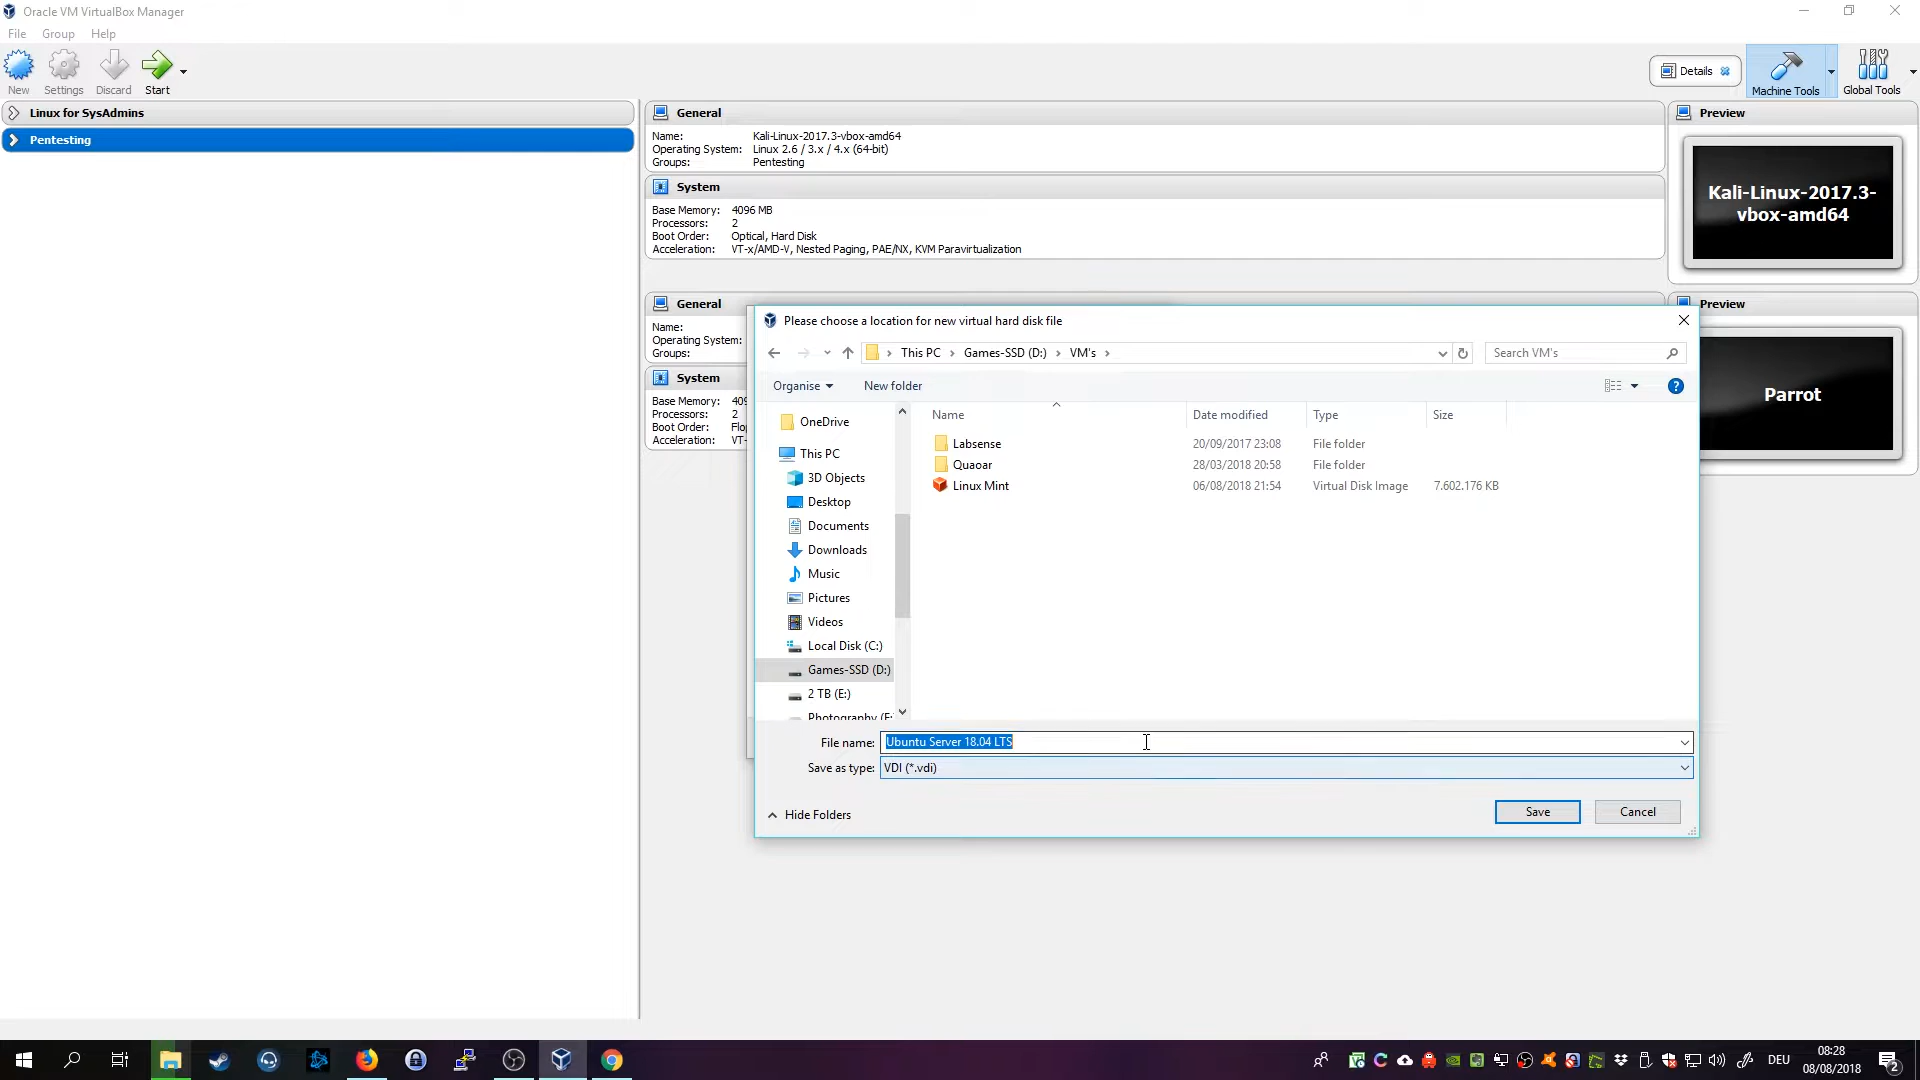 Oracle VM VirtualBox Manager
File Group Help
New Settings Discard Start
Details Machine Tools Global Tools
Linux for SysAdmins
Pentesting
General
Name: Kali-Linux-2017.3-vbox-amd64
Operating System: Linux 2.6 / 3.x / 4.x (64-bit)
Groups: Pentesting
System
Base Memory: 4096 MB
Processors: 2
Boot Order: Optical, Hard Disk
Acceleration: VT-x/AMD-V, Nested Paging, PAE/NX, KVM Paravirtualization
Preview
Kali-Linux-2017.3-
vbox-amd64
General
Name:
Operating System:
Groups:
System
Base Memory: 409
Processors: 2
Boot Order: Flo
Acceleration: VT-
Preview
Parrot
Please choose a location for new virtual hard disk file
This PC Games-SSD (D:) VM's
Search VM's
Organise New folder
OneDrive
This PC
3D Objects
Desktop
Documents
Downloads
Music
Pictures
Videos
Local Disk (C:)
Games-SSD (D:)
2 TB (E:)
Photography (F:
Name Date modified Type Size
Labsense 20/09/2017 23:08 File folder
Quaoar 28/03/2018 20:58 File folder
Linux Mint 06/08/2018 21:54 Virtual Disk Image 7.602.176 KB
File name: Ubuntu Server 18.04 LTS
Save as type: VDI (*.vdi)
Hide Folders
Save Cancel
DEU
08:28
08/08/2018
2